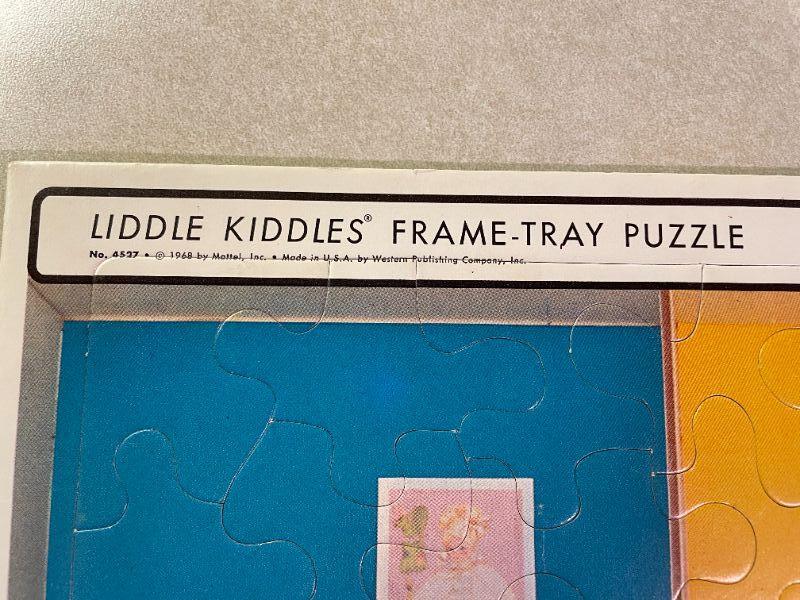 LIDDLE KIDDLES® FRAME-TRAY PUZZLE
No. 4527 • © 1968 by Mattel, Inc. • Made in U.S.A. by Western Publishing Company, Inc.